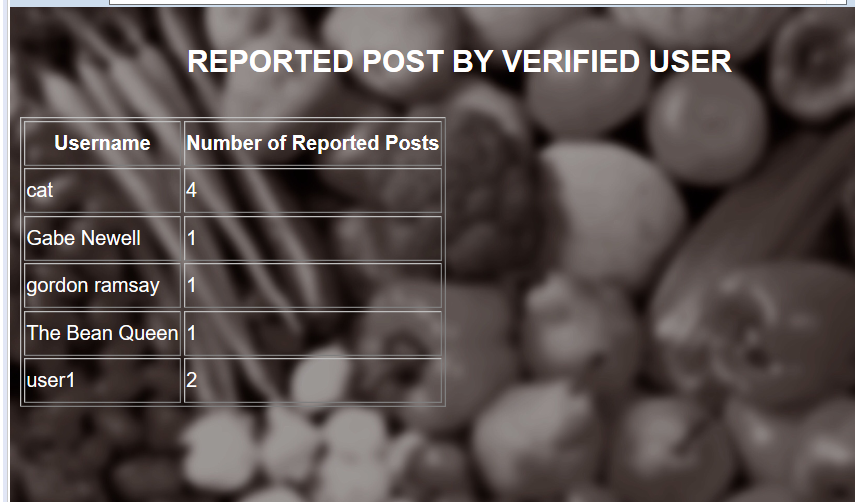 REPORTED POST BY VERIFIED USER
Username Number of Reported Posts
cat 4
Gabe Newell 1
gordon ramsay 1
The Bean Queen 1
user1 2